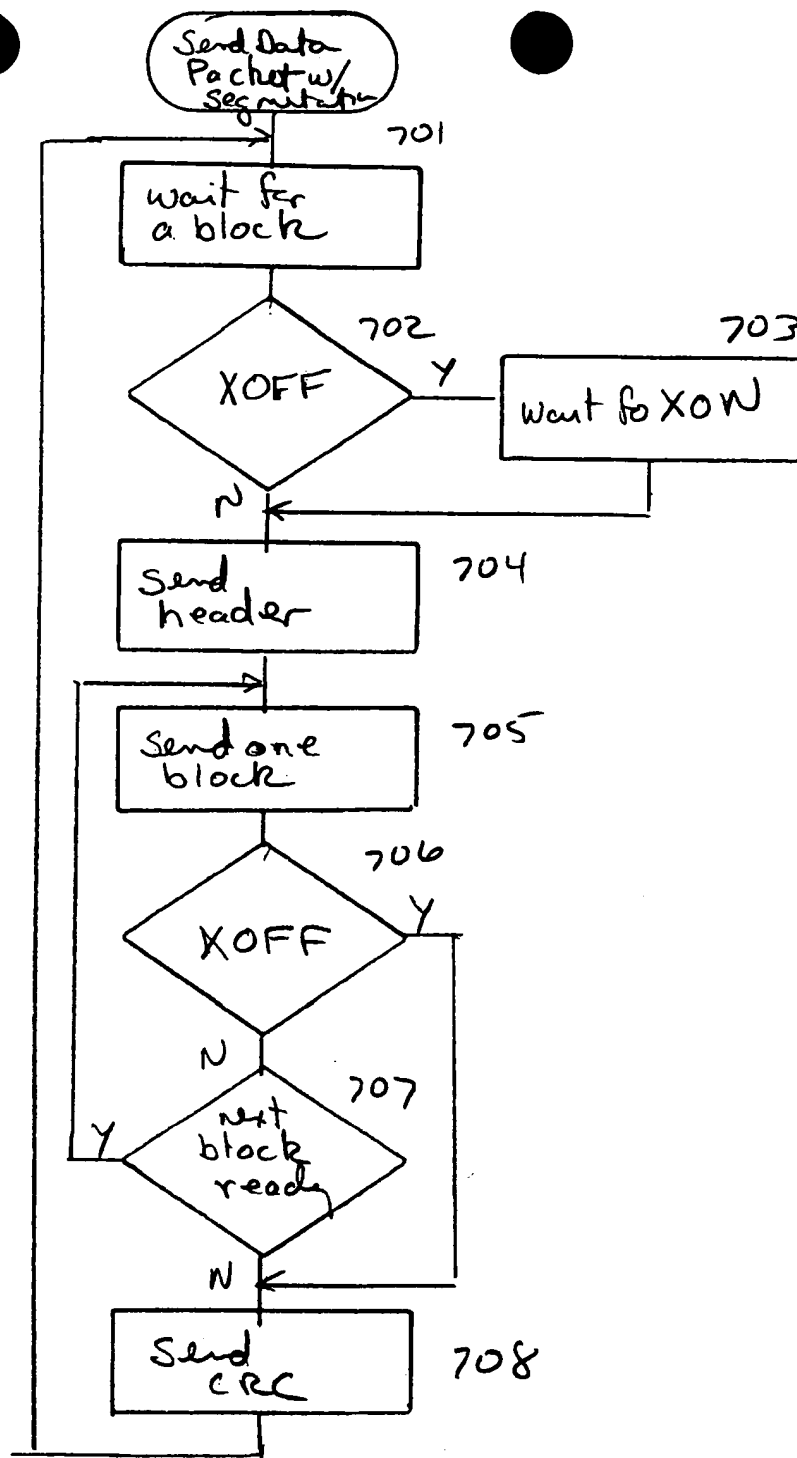 Send Data
Packet w/
Segmentation
701
wait for
a block
702
XOFF
Y
703
wait fo XON
N
704
Send
header
705
Send one
block
706
XOFF
Y
N
707
next
block
ready
Y
N
708
Send
CRC